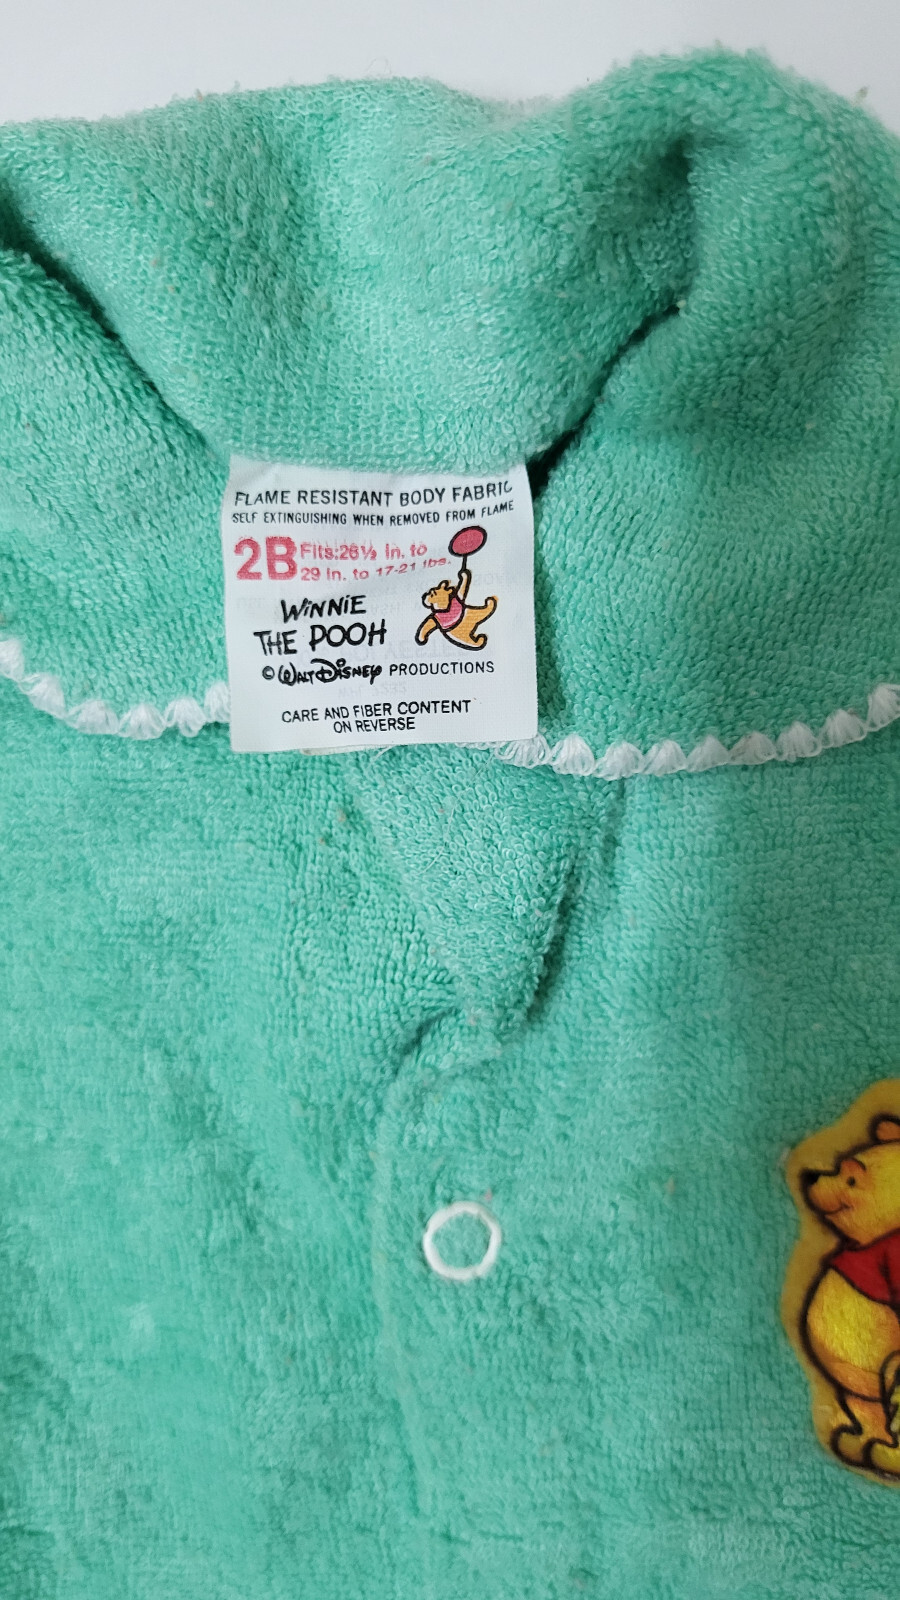 FLAME RESISTANT BODY FABRIC
SELF EXTINGUISHING WHEN REMOVED FROM FLAME
2B Fits: 26½ in. to
29 in. to 17-21 lbs.
WiNNiE
THE POOH
© WALT DiSNEY PRODUCTIONS
CARE AND FIBER CONTENT
ON REVERSE